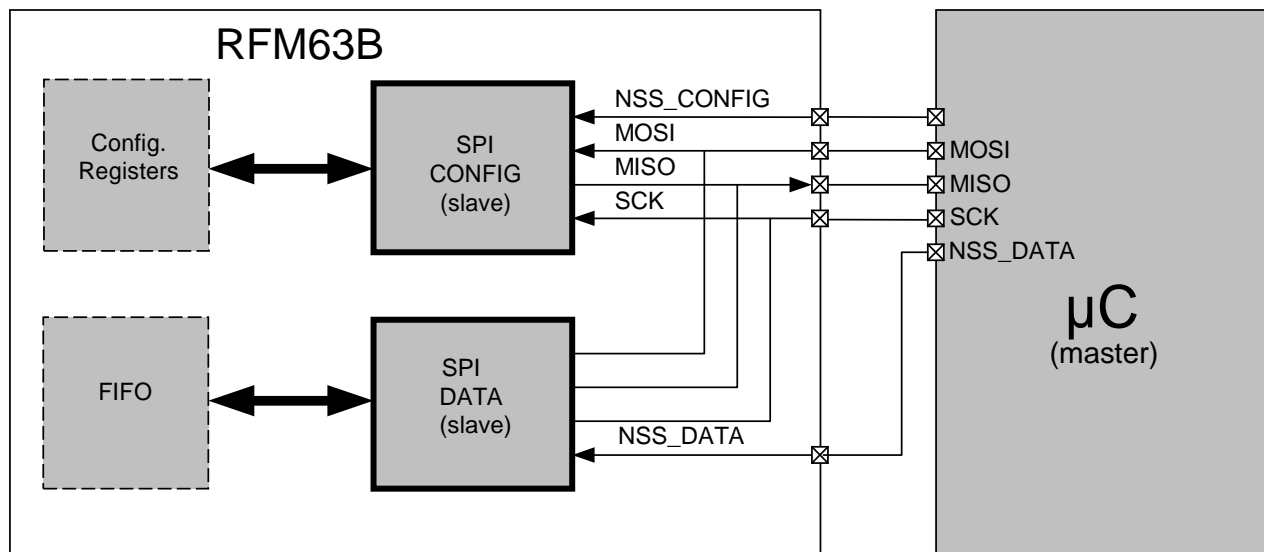 RFM63B
Config.
Registers
SPI
CONFIG
(slave)
NSS_CONFIG
MOSI
MISO
SCK
FIFO
SPI
DATA
(slave)
NSS_DATA
MOSI
MISO
SCK
NSS_DATA
µC
(master)